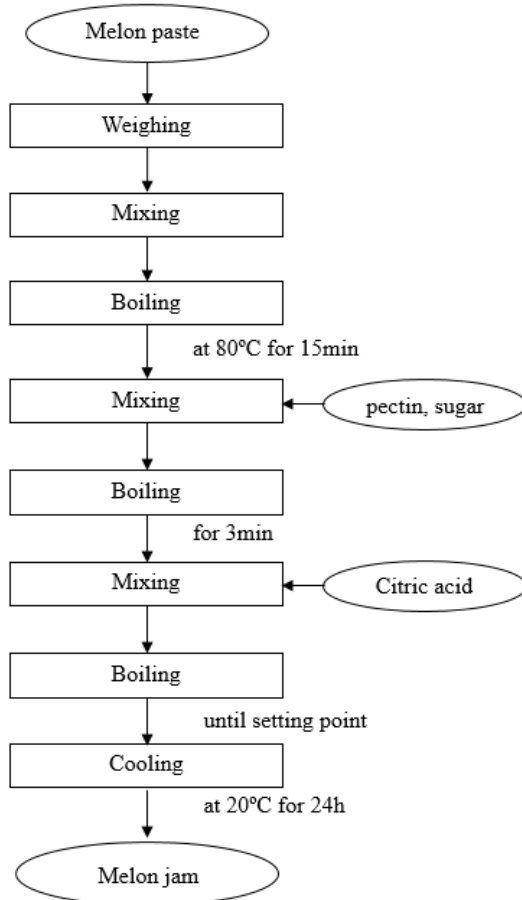 Melon paste
Weighing
Mixing
Boiling
at 80ºC for 15min
Mixing
pectin, sugar
Boiling
for 3min
Mixing
Citric acid
Boiling
until setting point
Cooling
at 20ºC for 24h
Melon jam